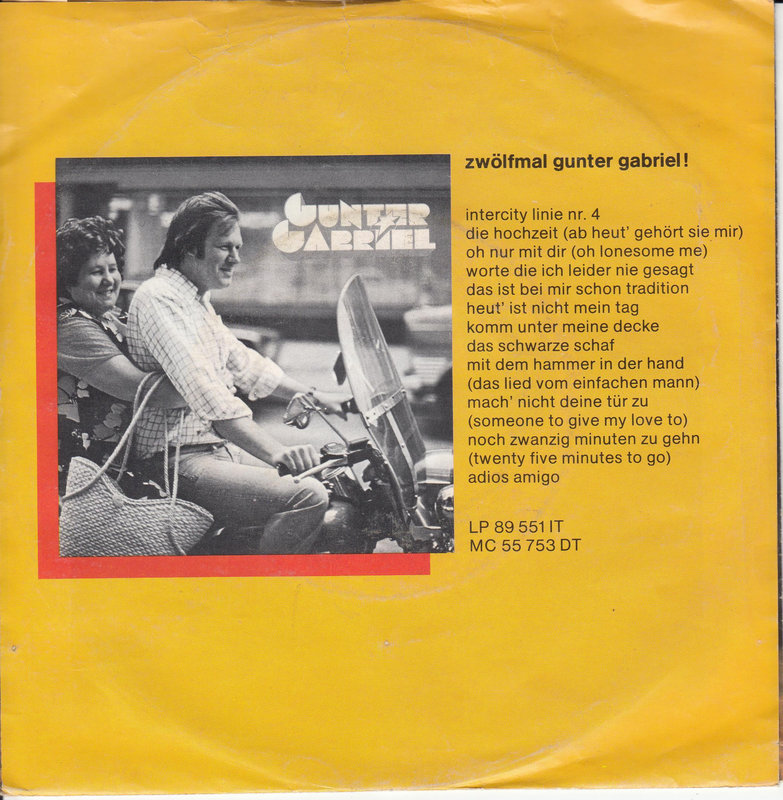 GUNTER
GABRIEL
zwölfmal gunter gabriel!
intercity linie nr. 4
die hochzeit (ab heut' gehört sie mir)
oh nur mit dir (oh lonesome me)
worte die ich leider nie gesagt
das ist bei mir schon tradition
heut' ist nicht mein tag
komm unter meine decke
das schwarze schaf
mit dem hammer in der hand
(das lied vom einfachen mann)
mach' nicht deine tür zu
(someone to give my love to)
noch zwanzig minuten zu gehn
(twenty five minutes to go)
adios amigo
LP 89 551 IT
MC 55 753 DT